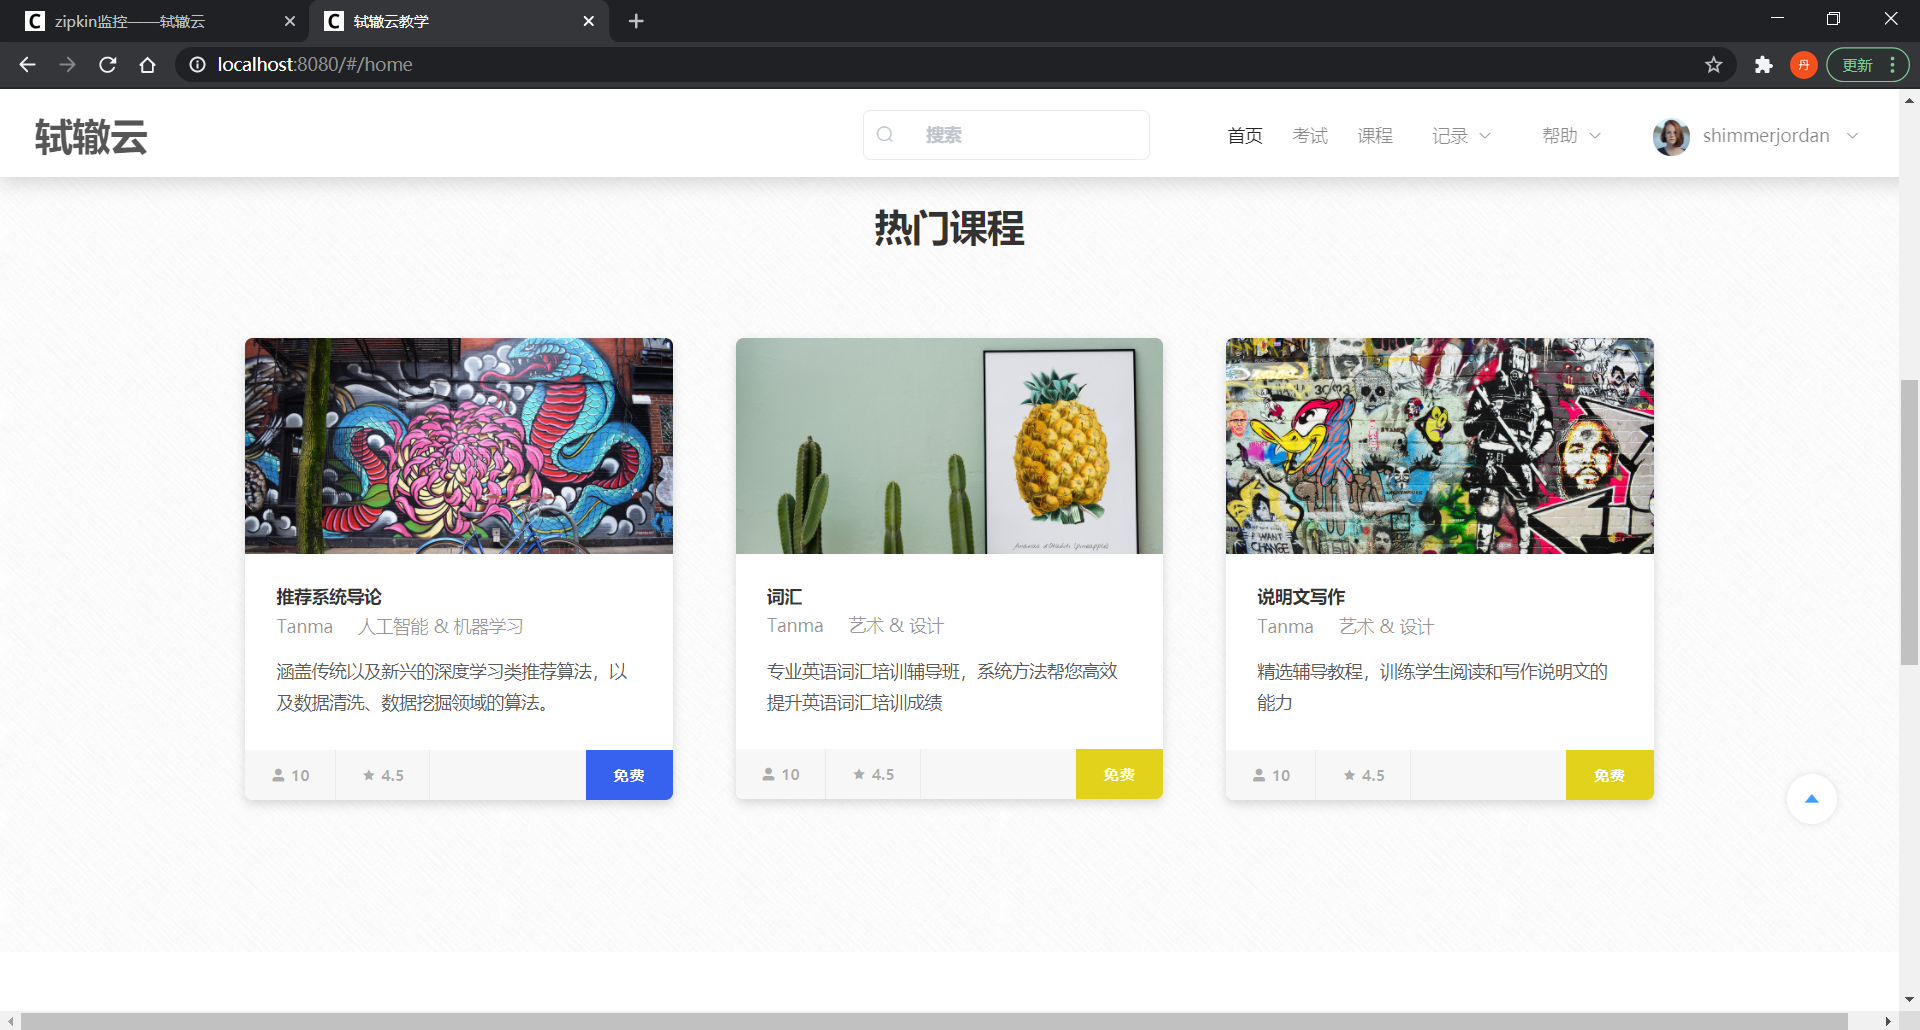 zipkin监控——轼辙云
轼辙云教学
localhost:8080/#/home
丹
更新
轼辙云
搜索
首页
考试
课程
记录
帮助
shimmerjordan
热门课程
推荐系统导论
Tanma 人工智能 & 机器学习
涵盖传统以及新兴的深度学习类推荐算法，以
及数据清洗、数据挖掘领域的算法。
10
4.5
免费
词汇
Tanma 艺术 & 设计
专业英语词汇培训辅导班，系统方法帮您高效
提升英语词汇培训成绩
10
4.5
免费
I WANT
CHANGE
说明文写作
Tanma 艺术 & 设计
精选辅导教程，训练学生阅读和写作说明文的
能力
10
4.5
免费